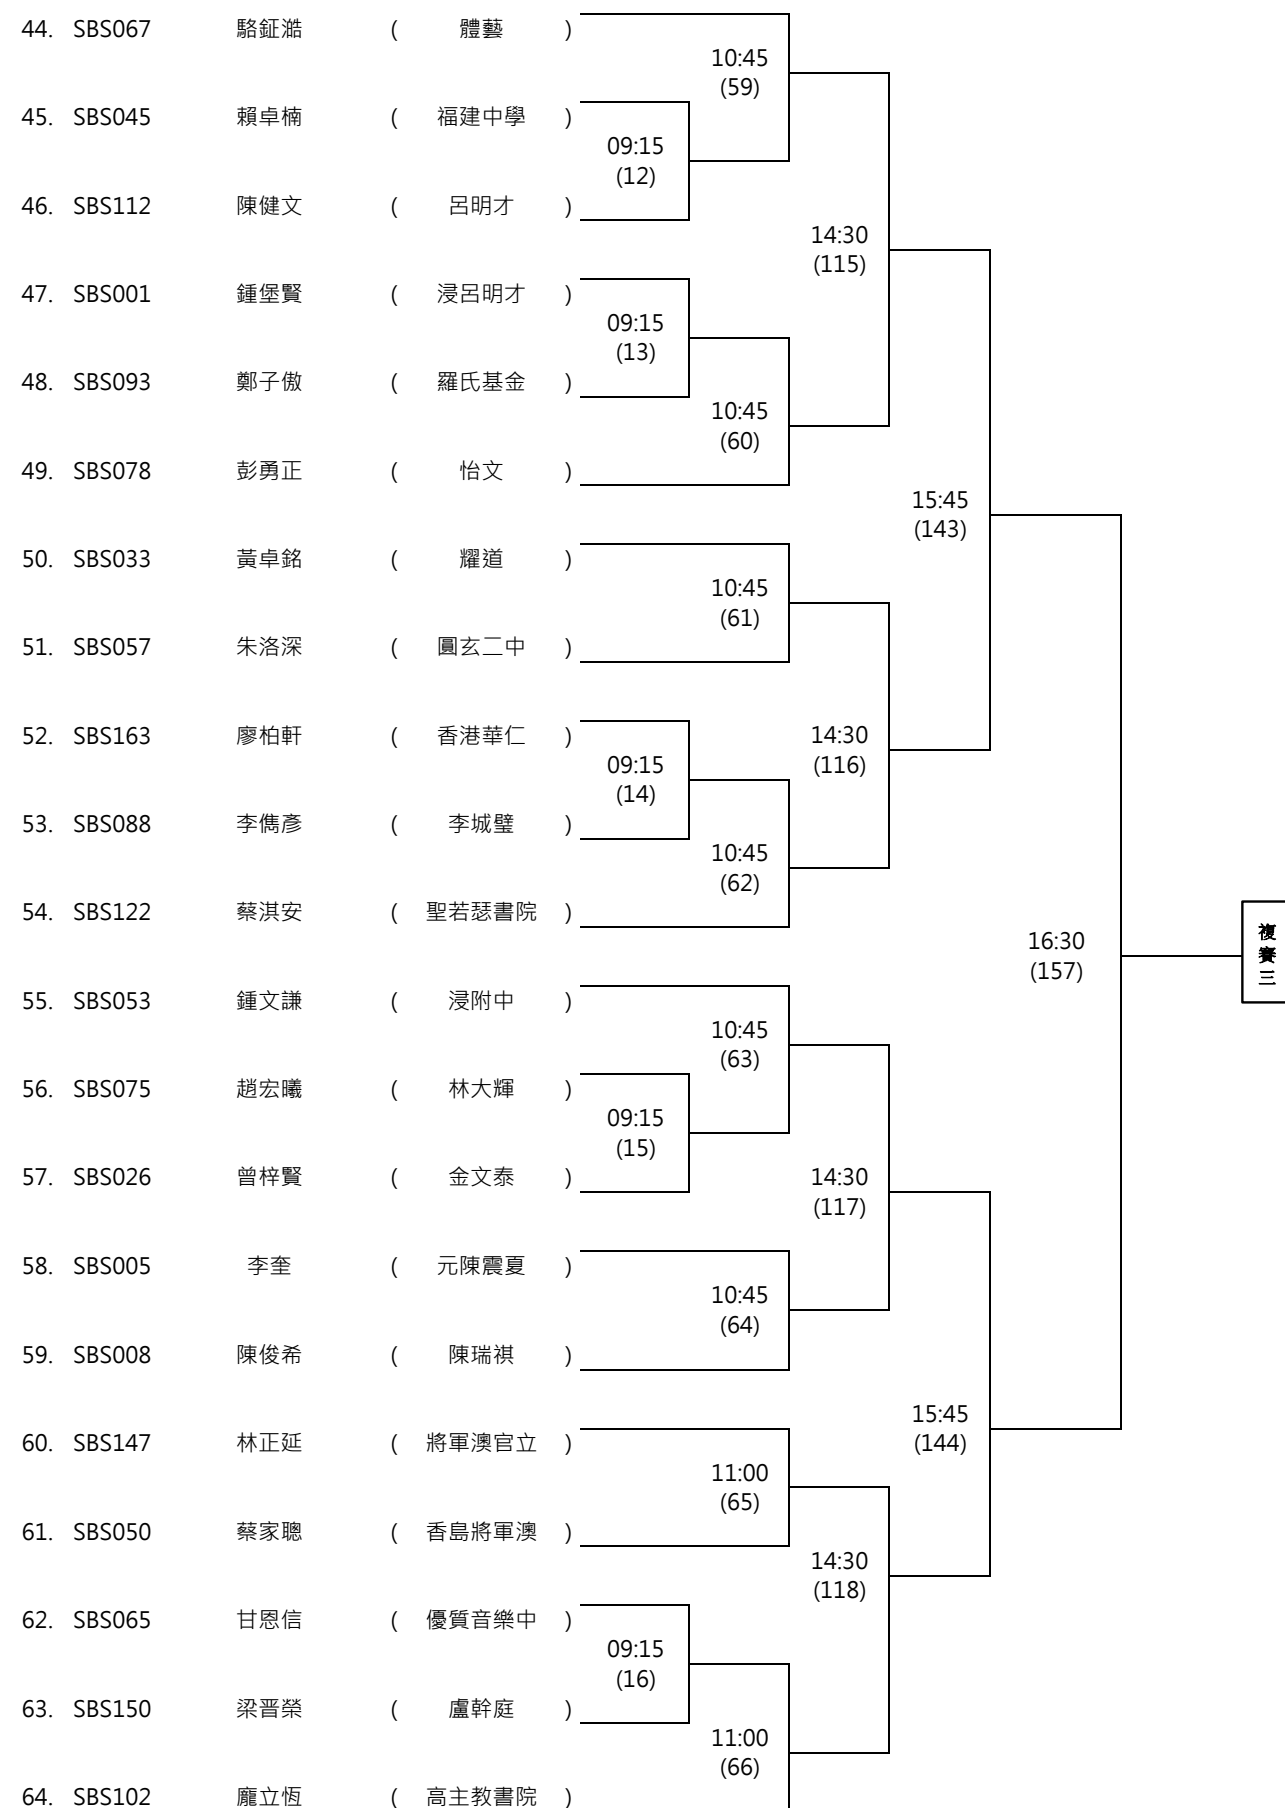 44. SBS067 駱鉦澔 ( 體藝 )
10:45
(59)
45. SBS045 賴卓楠 ( 福建中學 )
09:15
(12)
46. SBS112 陳健文 ( 呂明才 )
14:30
(115)
47. SBS001 鍾堡賢 ( 浸呂明才 )
09:15
(13)
48. SBS093 鄭子傲 ( 羅氏基金 )
10:45
(60)
49. SBS078 彭勇正 ( 怡文 )
15:45
(143)
50. SBS033 黃卓銘 ( 耀道 )
10:45
(61)
51. SBS057 朱洛深 ( 圓玄二中 )
52. SBS163 廖柏軒 ( 香港華仁 )
14:30
(116)
09:15
(14)
53. SBS088 李儁彥 ( 李城璧 )
10:45
(62)
54. SBS122 蔡淇安 ( 聖若瑟書院 )
16:30
(157)
複賽三
55. SBS053 鍾文謙 ( 浸附中 )
10:45
(63)
56. SBS075 趙宏曦 ( 林大輝 )
09:15
(15)
57. SBS026 曾梓賢 ( 金文泰 )
14:30
(117)
58. SBS005 李奎 ( 元陳震夏 )
10:45
(64)
59. SBS008 陳俊希 ( 陳瑞祺 )
15:45
(144)
60. SBS147 林正延 ( 將軍澳官立 )
11:00
(65)
61. SBS050 蔡家聰 ( 香島將軍澳 )
14:30
(118)
62. SBS065 甘恩信 ( 優質音樂中 )
09:15
(16)
63. SBS150 梁晋榮 ( 盧幹庭 )
11:00
(66)
64. SBS102 龐立恆 ( 高主教書院 )